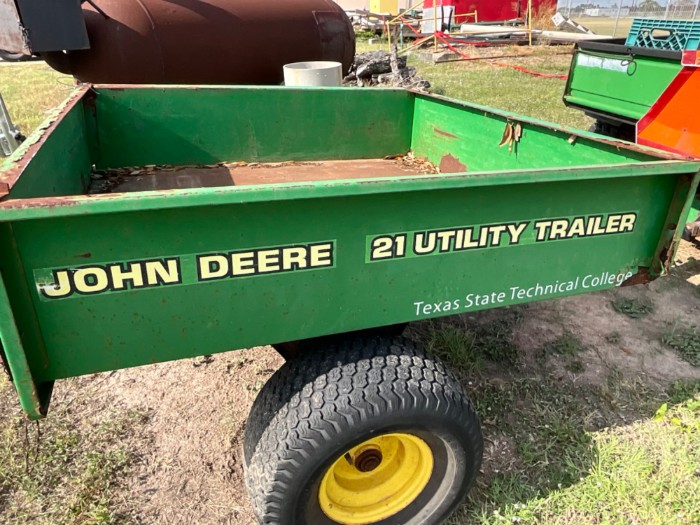 JOHN DEERE 21 UTILITY TRAILER
Texas State Technical College